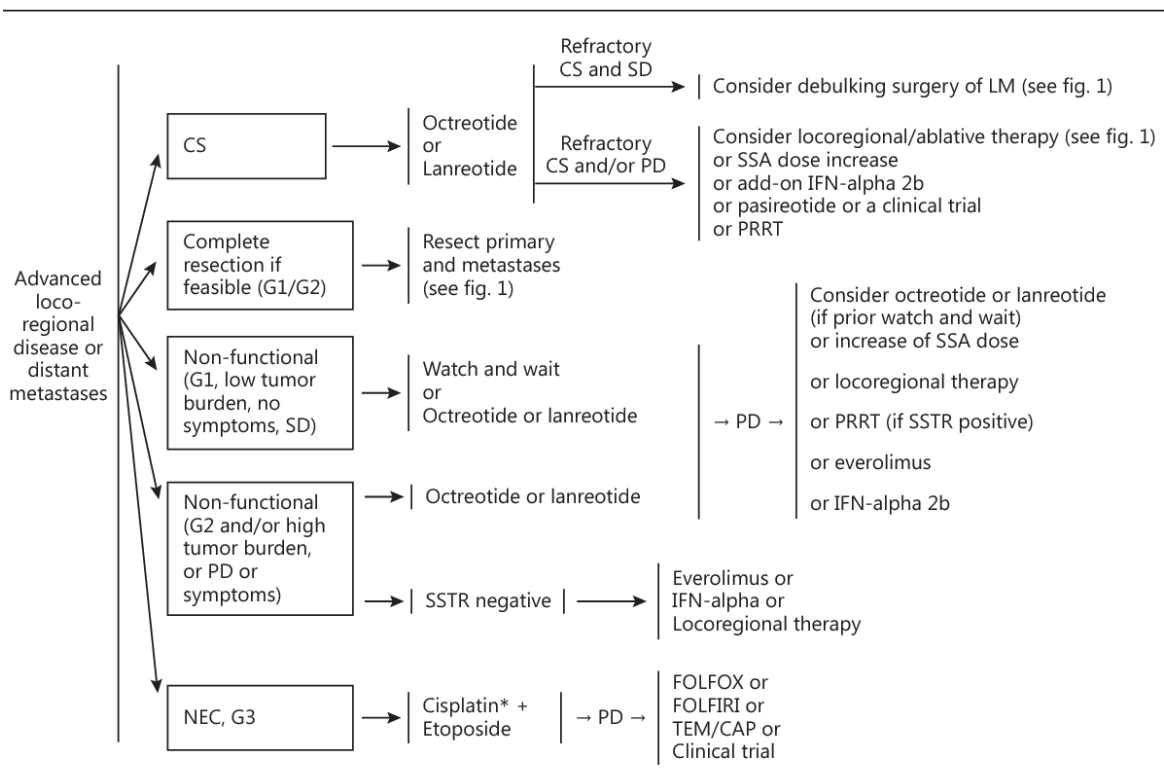 Advanced
loco-
regional
disease or
distant
metastases
CS
Octreotide
or
Lanreotide
Refractory
CS and SD
Consider debulking surgery of LM (see fig. 1)
Refractory
CS and/or PD
Consider locoregional/ablative therapy (see fig. 1)
or SSA dose increase
or add-on IFN-alpha 2b
or pasireotide or a clinical trial
or PRRT
Complete
resection if
feasible (G1/G2)
Resect primary
and metastases
(see fig. 1)
Non-functional
(G1, low tumor
burden, no
symptoms, SD)
Watch and wait
or
Octreotide or lanreotide
Non-functional
(G2 and/or high
tumor burden,
or PD or
symptoms)
Octreotide or lanreotide
→ PD →
Consider octreotide or lanreotide
(if prior watch and wait)
or increase of SSA dose
or locoregional therapy
or PRRT (if SSTR positive)
or everolimus
or IFN-alpha 2b
SSTR negative
Everolimus or
IFN-alpha or
Locoregional therapy
NEC, G3
Cisplatin* +
Etoposide
→ PD →
FOLFOX or
FOLFIRI or
TEM/CAP or
Clinical trial